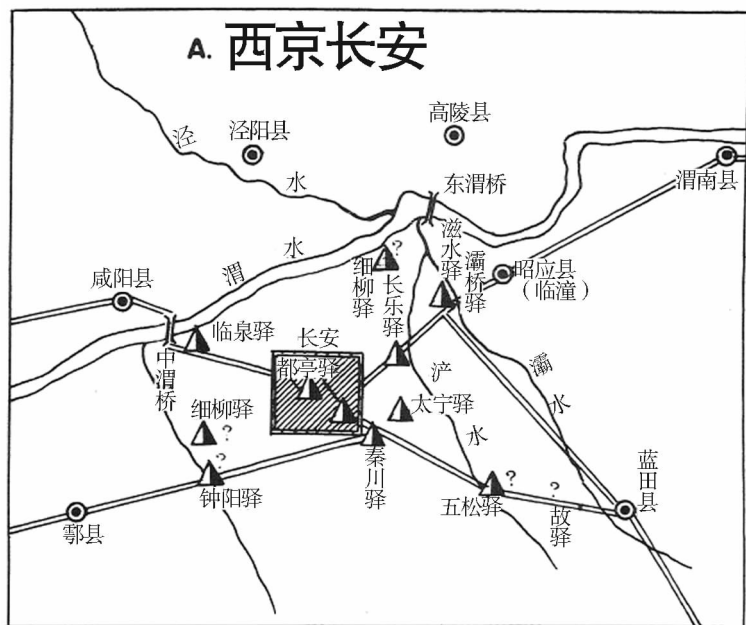 A. 西京长安
高陵县
泾阳县
泾水
东渭桥
渭南县
渭水
细柳驿
?
滋水驿
灞桥驿
昭应县
(临潼)
咸阳县
长乐驿
临泉驿
中渭桥
长安
都亭驿
浐水
灞水
细柳驿
?
太宁驿
?
钟阳驿
秦川驿
五松驿
?
?
故驿
蓝田县
鄠县